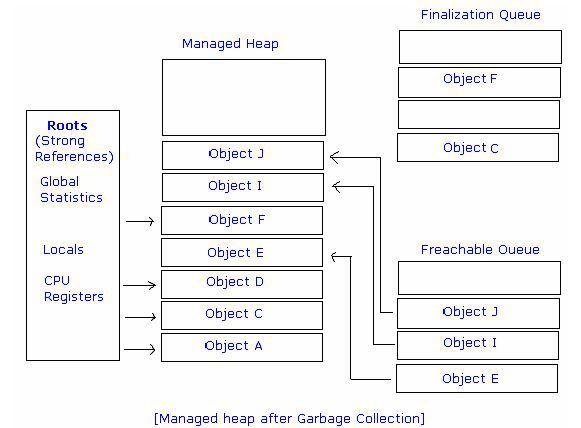 Finalization Queue
Managed Heap
Object F
Object C
Roots
(Strong
References)
Global
Statistics
Locals
CPU
Registers
Object J
Object I
Object F
Object E
Object D
Object C
Object A
Freachable Oueue
Object J
Object I
Object E
[Managed heap after Garbage Collection]